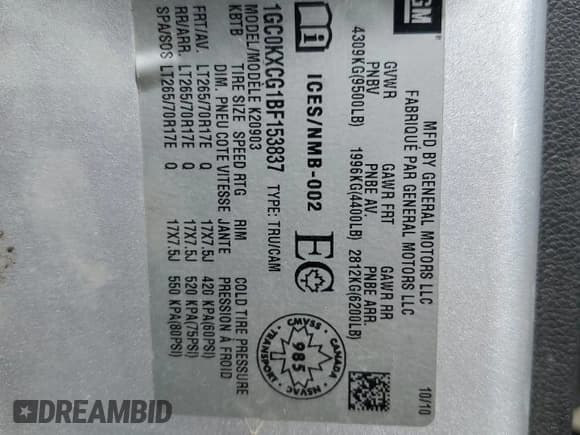 GM
MFD BY GENERAL MOTORS LLC
FABRIQUÉ PAR GENERAL MOTORS LLC
10/10
GVWR GAWR FRT GAWR RR
PNBV PNBE AV. PNBE ARR.
4309KG(9500LB) 1996KG(4400LB) 2812KG(6200LB)
i ICES/NMB-002 EC
CMVSS · CANADA · NSVAC · TRANSPORT
985
1GC0KXCG1BF153837 TYPE: TRU/CAM
MODEL/MODÈLE K20903
KBTB TIRE SIZE SPEED RTG RIM COLD TIRE PRESSURE
DIM. PNEU COTE VITESSE JANTE PRESSION À FROID
FRT/AV. LT265/70R17E Q 17X7.5J 420 KPA(60PSI)
RR/ARR. LT265/70R17E Q 17X7.5J 520 KPA(75PSI)
SPA/SOS LT265/70R17E Q 17X7.5J 550 KPA(80PSI)
DREAMBID